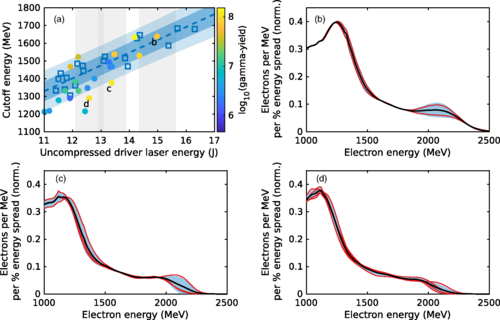 (a)
Cutoff energy (MeV)
1800
1700
1600
1500
1400
1300
1200
1100
11 12 13 14 15 16 17
Uncompressed driver laser energy (J)
b
c
d
8
7
6
log10(gamma-yield)
(b)
Electrons per MeV
per % energy spread (norm.)
0.4
0.3
0.2
0.1
0
1000 1500 2000 2500
Electron energy (MeV)
(c)
Electrons per MeV
per % energy spread (norm.)
0.4
0.3
0.2
0.1
0
1000 1500 2000 2500
Electron energy (MeV)
(d)
Electrons per MeV
per % energy spread (norm.)
0.4
0.3
0.2
0.1
0
1000 1500 2000 2500
Electron energy (MeV)